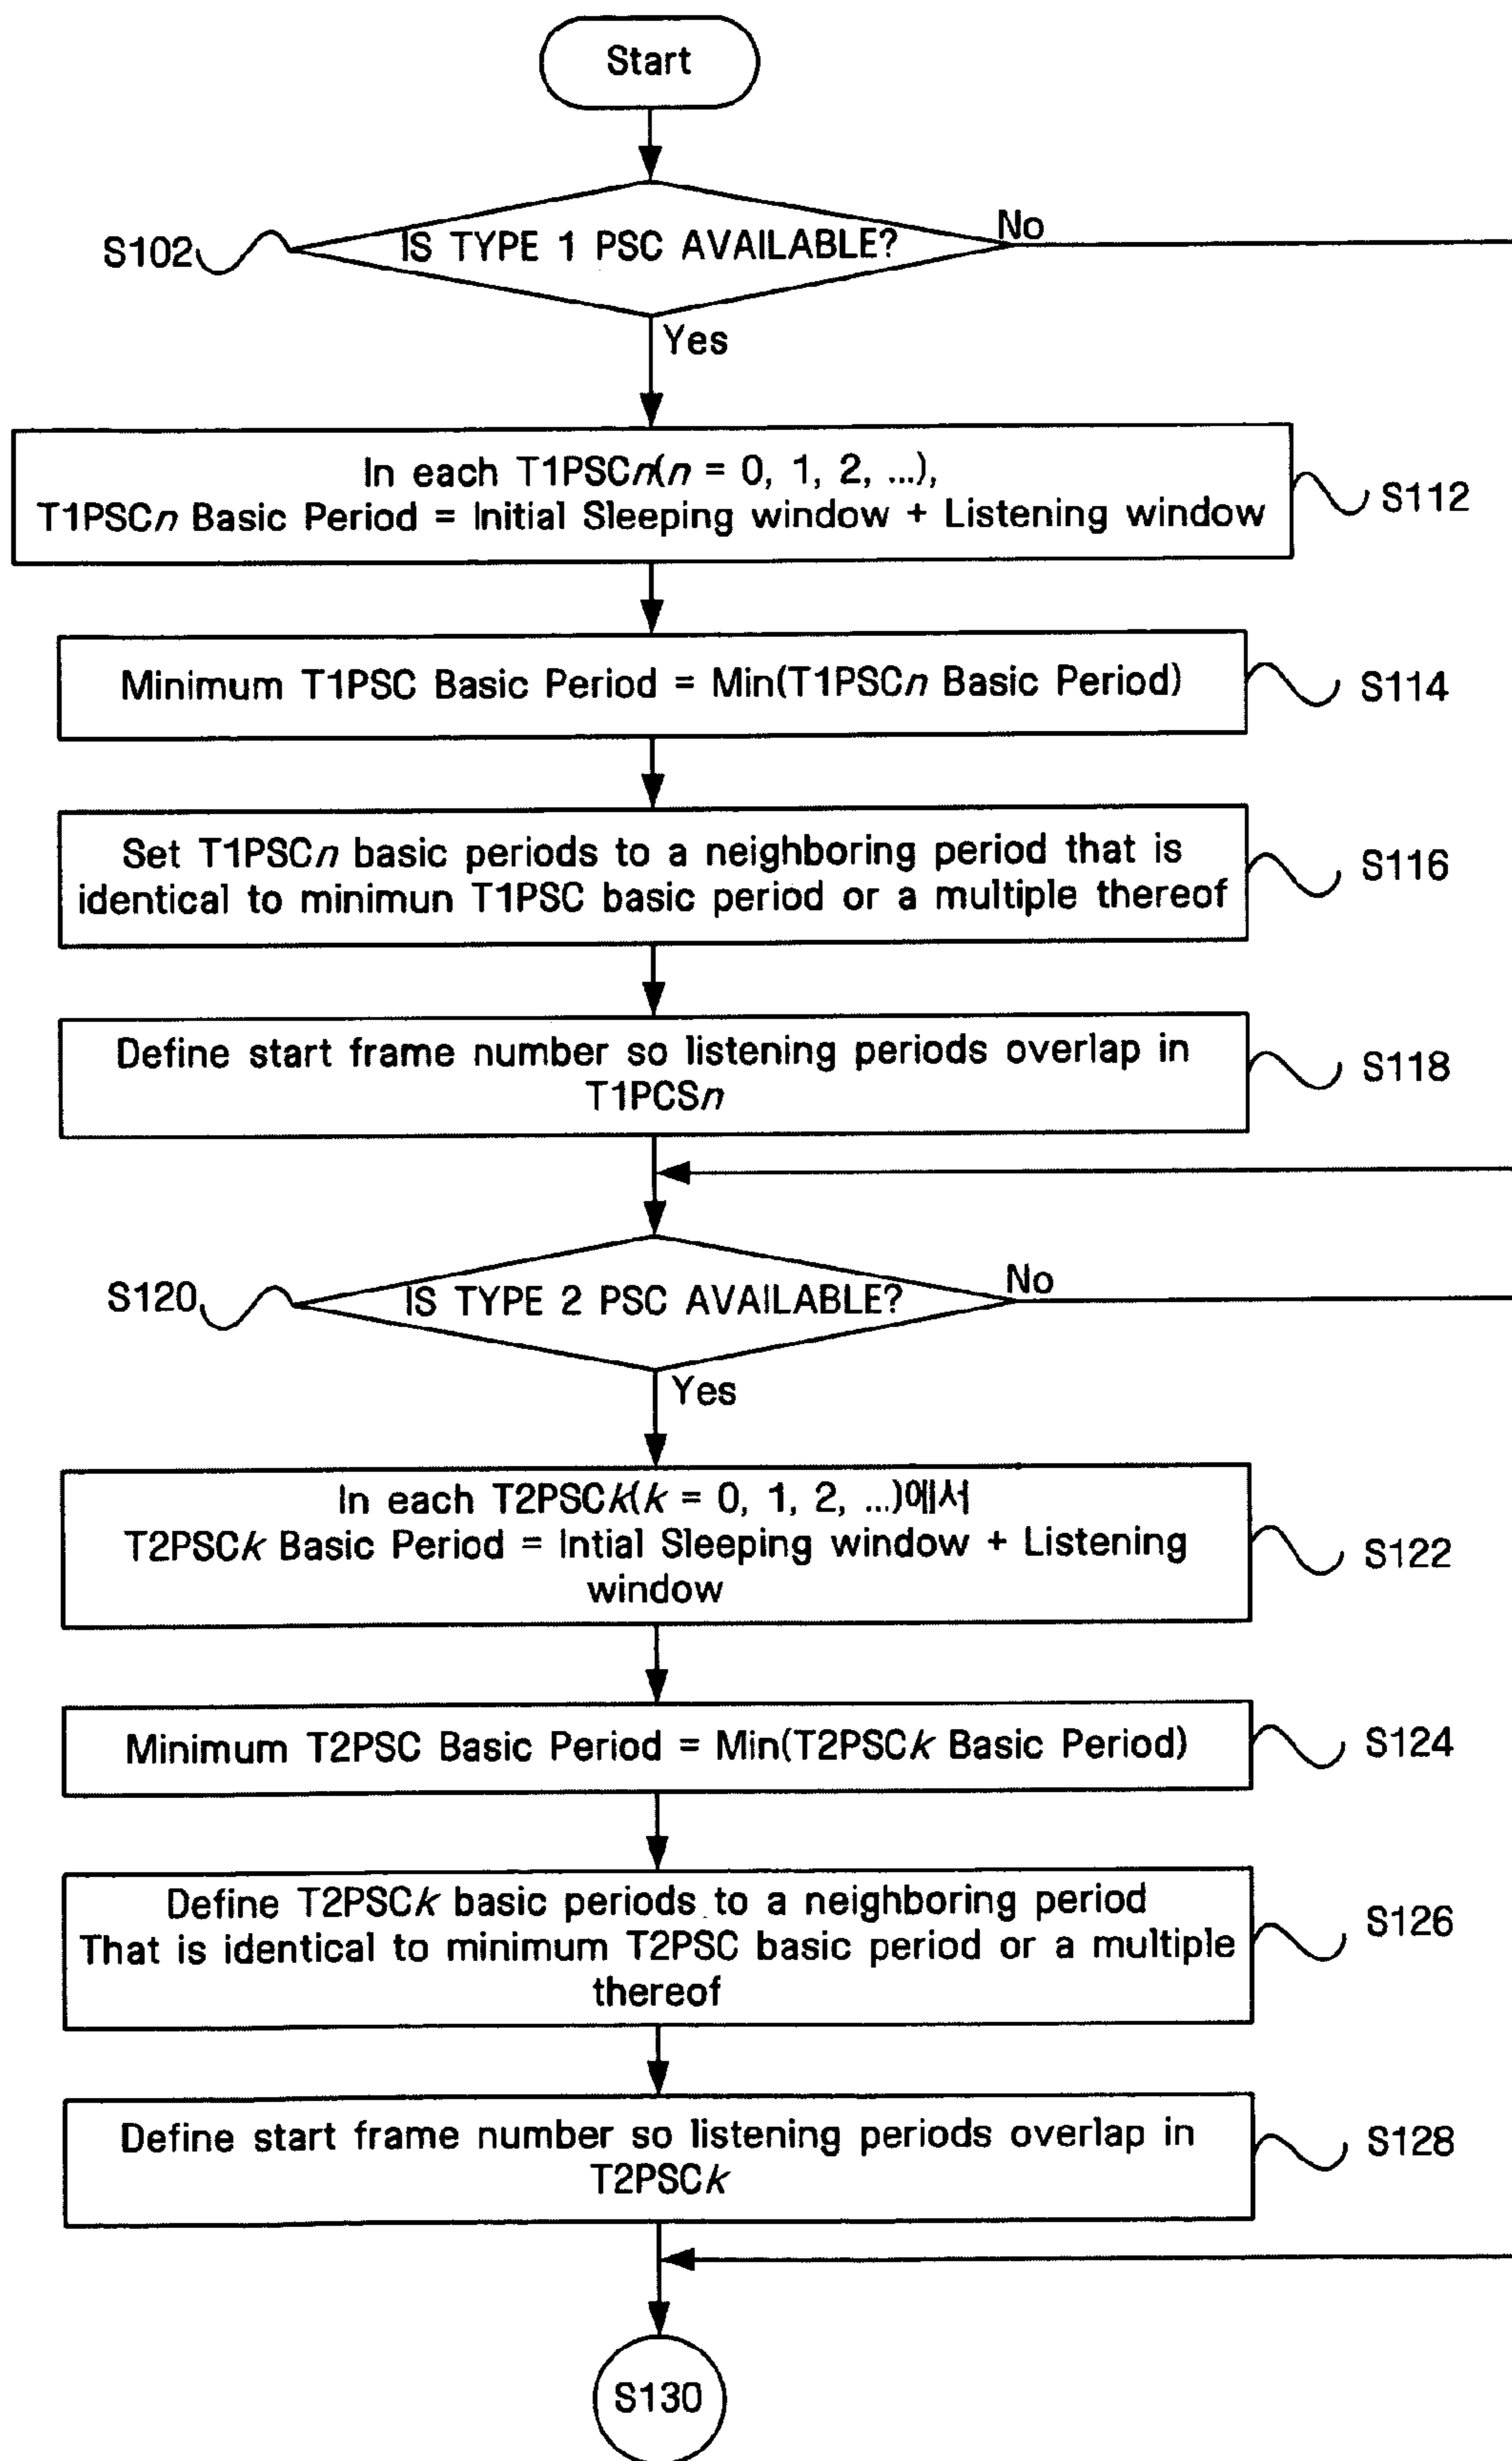 Start
S102
IS TYPE 1 PSC AVAILABLE?
No
Yes
In each T1PSCn(n = 0, 1, 2, ...),
T1PSCn Basic Period = Initial Sleeping window + Listening window
S112
Minimum T1PSC Basic Period = Min(T1PSCn Basic Period)
S114
Set T1PSCn basic periods to a neighboring period that is
identical to minimun T1PSC basic period or a multiple thereof
S116
Define start frame number so listening periods overlap in
T1PCSn
S118
S120
IS TYPE 2 PSC AVAILABLE?
No
Yes
In each T2PSCk(k = 0, 1, 2, ...)에서
T2PSCk Basic Period = Intial Sleeping window + Listening
window
S122
Minimum T2PSC Basic Period = Min(T2PSCk Basic Period)
S124
Define T2PSCk basic periods to a neighboring period
That is identical to minimum T2PSC basic period or a multiple
thereof
S126
Define start frame number so listening periods overlap in
T2PSCk
S128
S130